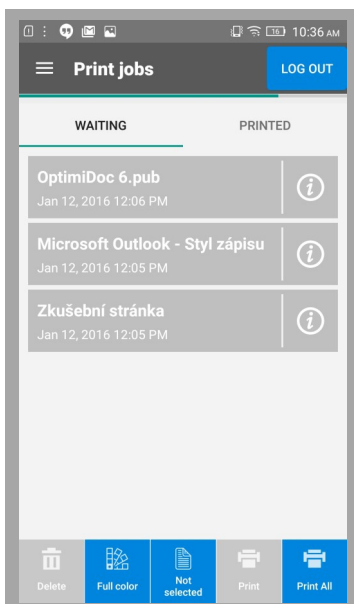 16 10:36 AM
Print jobs
LOG OUT
WAITING
PRINTED
OptimiDoc 6.pub
Jan 12, 2016 12:06 PM
Microsoft Outlook - Styl zápisu
Jan 12, 2016 12:05 PM
Zkušební stránka
Jan 12, 2016 12:05 PM
Delete
Full color
Not
selected
Print
Print All